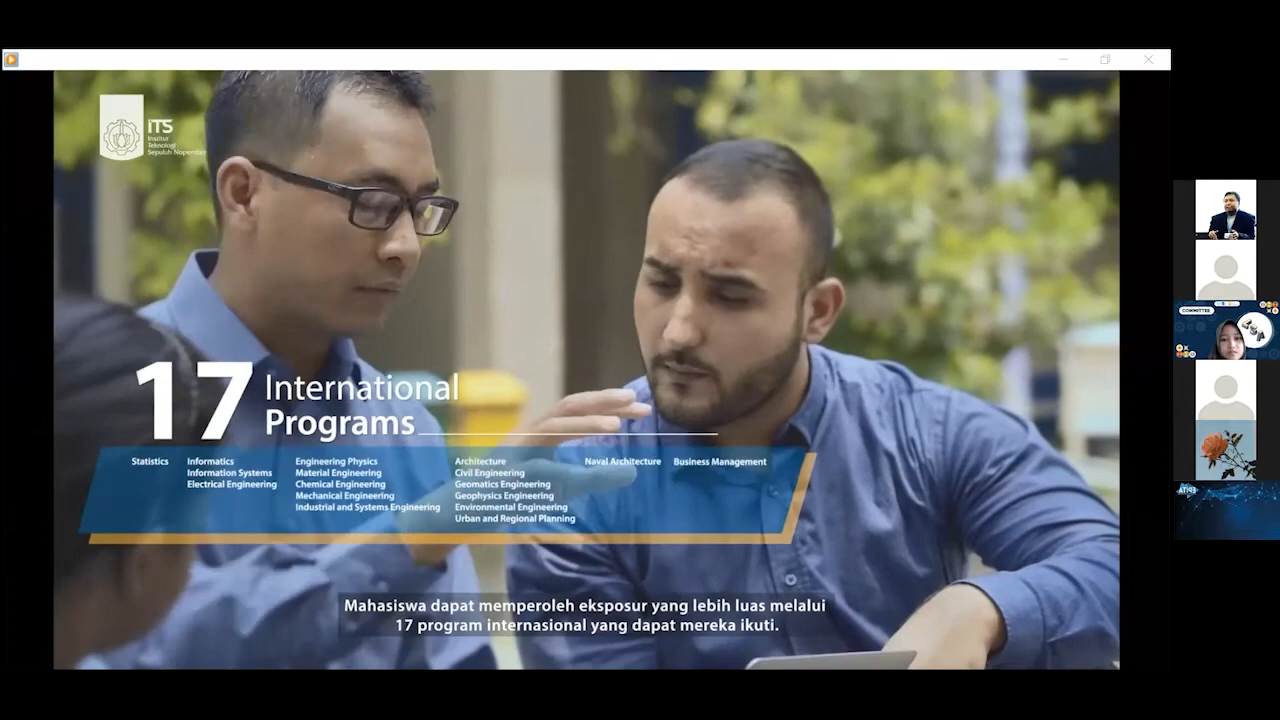 iTS
Institut
Teknologi
Sepuluh Nopember
17 International
Programs
Statistics
Informatics
Information Systems
Electrical Engineering
Engineering Physics
Material Engineering
Chemical Engineering
Mechanical Engineering
Industrial and Systems Engineering
Architecture
Civil Engineering
Geomatics Engineering
Geophysics Engineering
Environmental Engineering
Urban and Regional Planning
Naval Architecture
Business Management
Mahasiswa dapat memperoleh eksposur yang lebih luas melalui
17 program internasional yang dapat mereka ikuti.
COMMITTEE